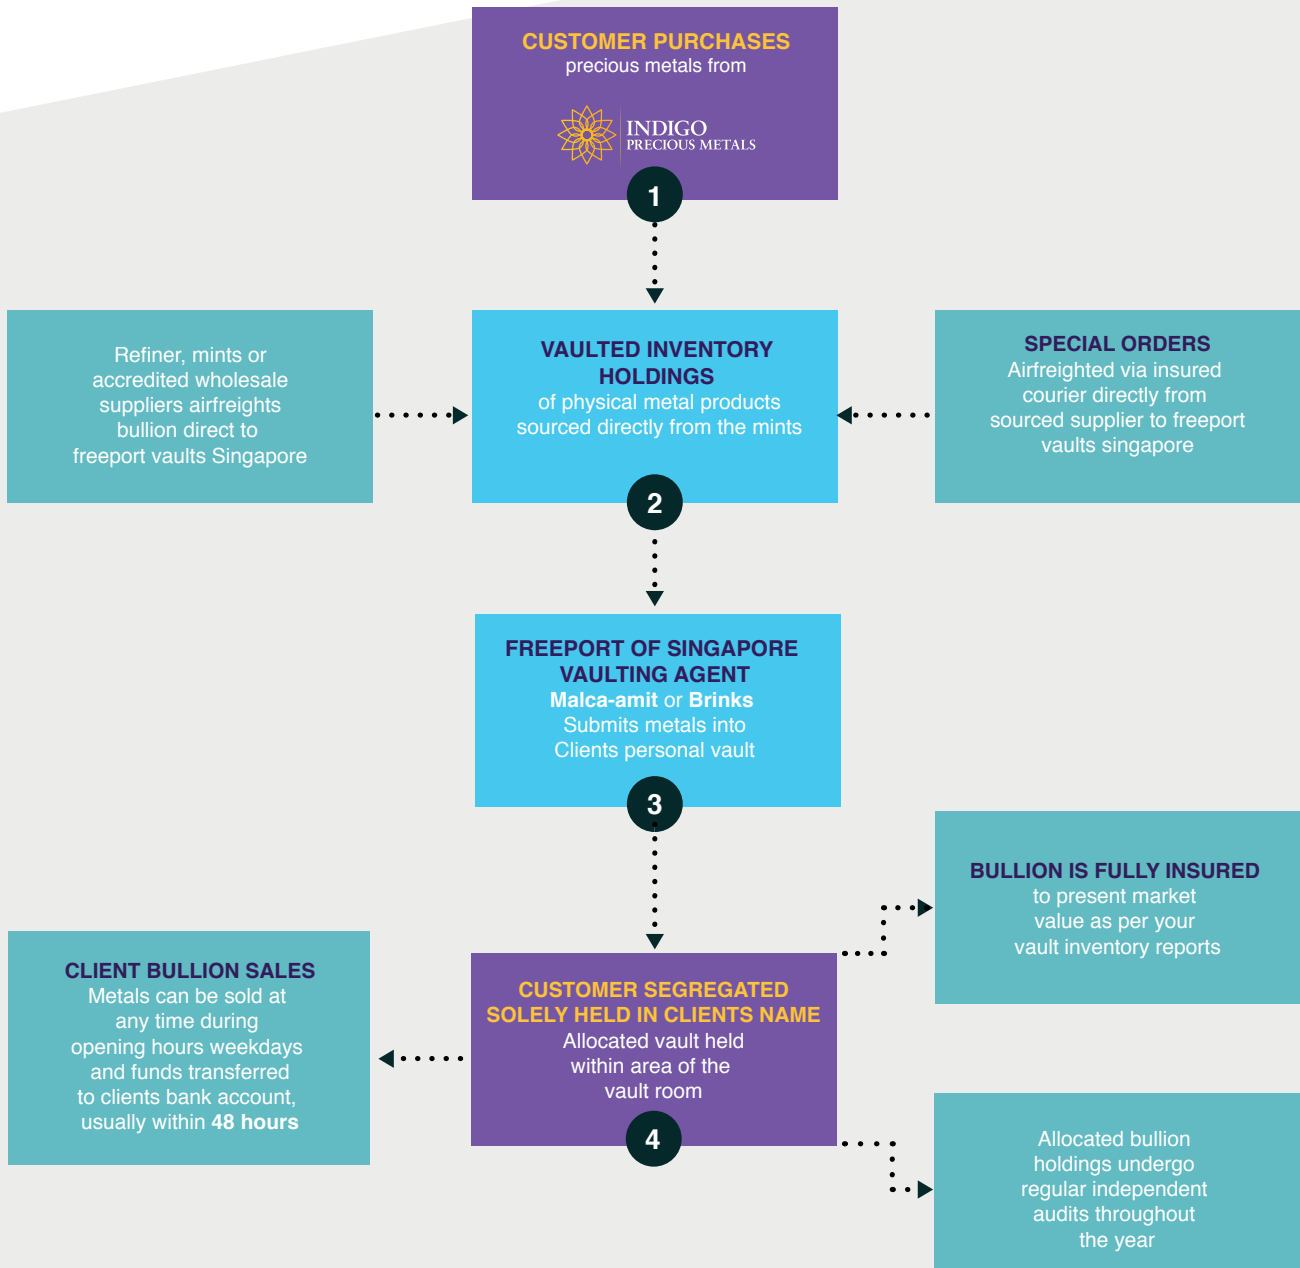 CUSTOMER PURCHASES
precious metals from
INDIGO
PRECIOUS METALS
1
Refiner, mints or
accredited wholesale
suppliers airfreights
bullion direct to
freeport vaults Singapore
VAULTED INVENTORY
HOLDINGS
of physical metal products
sourced directly from the mints
2
SPECIAL ORDERS
Airfreighted via insured
courier directly from
sourced supplier to freeport
vaults singapore
FREEPORT OF SINGAPORE
VAULTING AGENT
Malca-amit or Brinks
Submits metals into
Clients personal vault
3
BULLION IS FULLY INSURED
to present market
value as per your
vault inventory reports
CLIENT BULLION SALES
Metals can be sold at
any time during
opening hours weekdays
and funds transferred
to clients bank account,
usually within 48 hours
CUSTOMER SEGREGATED
SOLELY HELD IN CLIENTS NAME
Allocated vault held
within area of the
vault room
4
Allocated bullion
holdings undergo
regular independent
audits throughout
the year